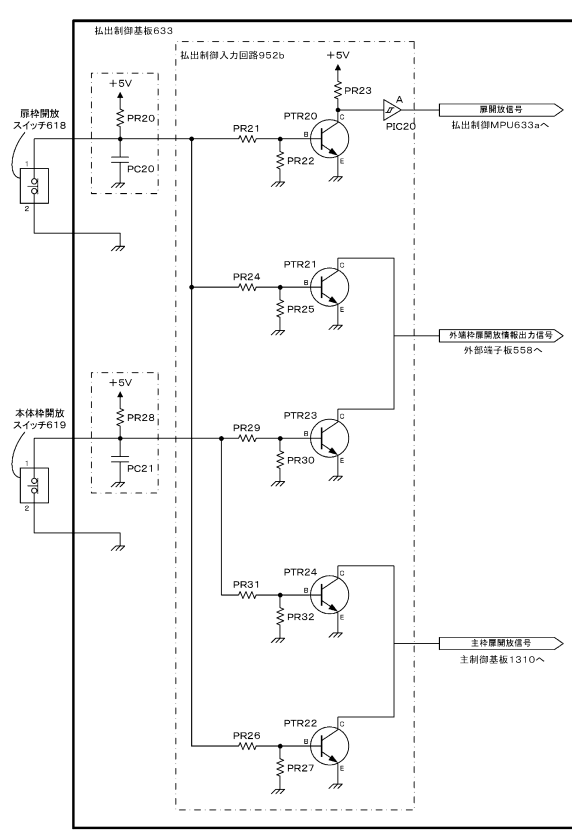 払出制御基板633
払出制御入力回路952b
+5V
+5V
PR23
扉枠開放
スイッチ618
PR20
PTR20
C
A
扉開放信号
PIC20
払出制御MPU633aへ
PR21
B
1
PC20
PR22
E
2
PTR21
C
PR24
B
PR25
E
外端枠扉開放情報出力信号
外部端子板558へ
+5V
本体枠開放
スイッチ619
PR28
PTR23
C
PR29
B
1
PC21
PR30
E
2
PTR24
C
PR31
B
PR32
E
主枠扉開放信号
主制御基板1310へ
PTR22
C
PR26
B
PR27
E